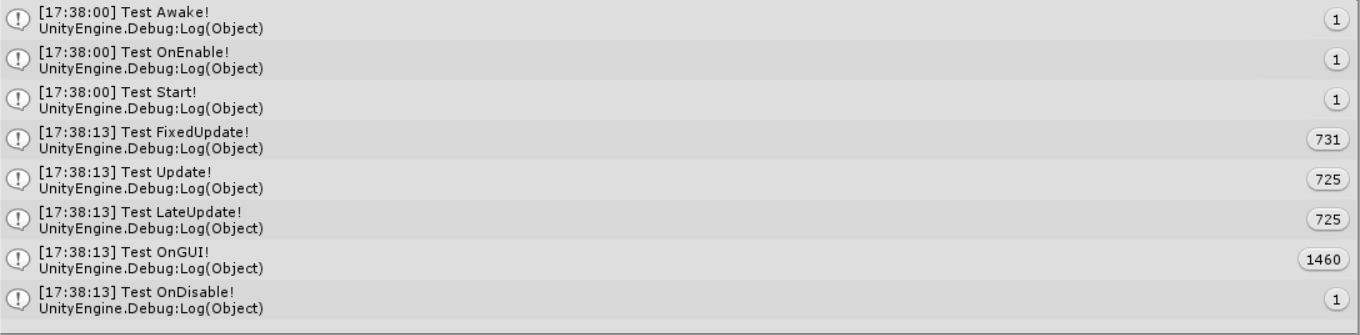 [17:38:00] Test Awake!
UnityEngine.Debug:Log(Object)
1
[17:38:00] Test OnEnable!
UnityEngine.Debug:Log(Object)
1
[17:38:00] Test Start!
UnityEngine.Debug:Log(Object)
1
[17:38:13] Test FixedUpdate!
UnityEngine.Debug:Log(Object)
731
[17:38:13] Test Update!
UnityEngine.Debug:Log(Object)
725
[17:38:13] Test LateUpdate!
UnityEngine.Debug:Log(Object)
725
[17:38:13] Test OnGUI!
UnityEngine.Debug:Log(Object)
1460
[17:38:13] Test OnDisable!
UnityEngine.Debug:Log(Object)
1